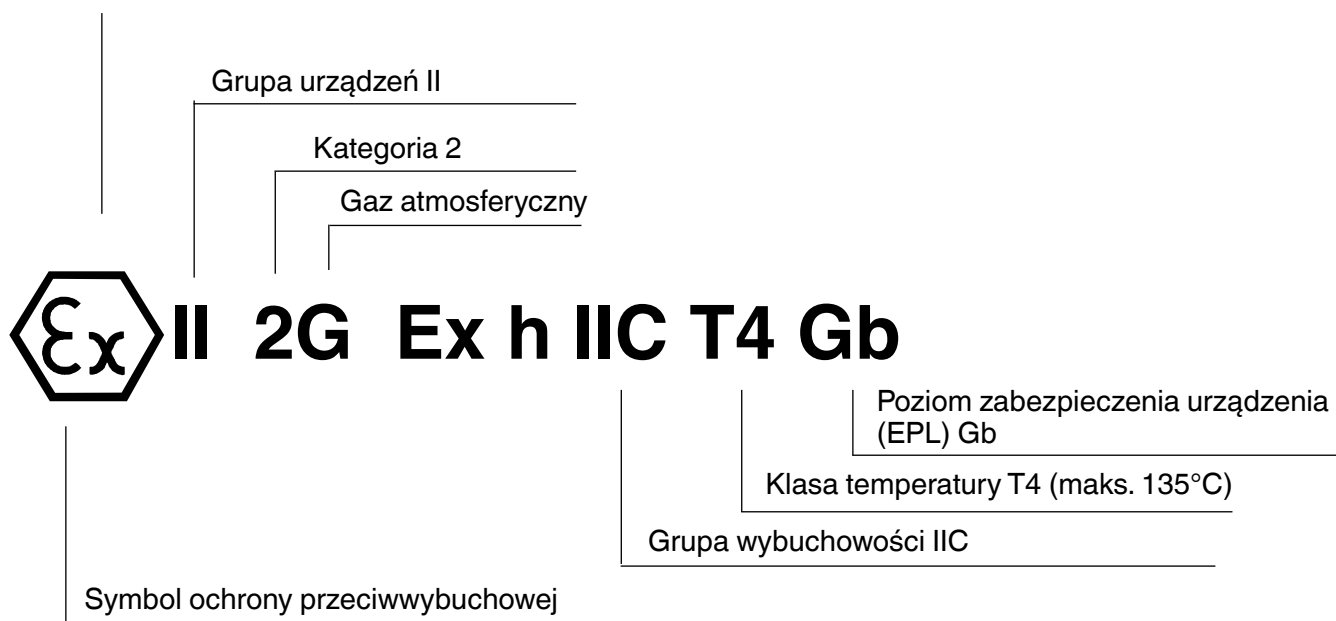 Grupa urządzeń II
Kategoria 2
Gaz atmosferyczny
Ex II 2G Ex h IIC T4 Gb
Poziom zabezpieczenia urządzenia
(EPL) Gb
Klasa temperatury T4 (maks. 135°C)
Grupa wybuchowości IIC
Symbol ochrony przeciwwybuchowej